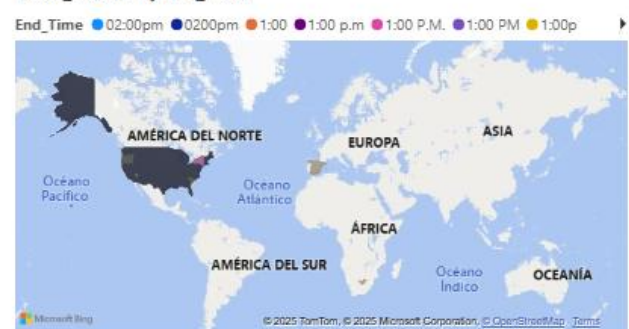 End_Time 02:00pm 0200pm 1:00 1:00 p.m 1:00 P.M. 1:00 PM 1:00p
AMÉRICA DEL NORTE
EUROPA
ASIA
Océano
Pacífico
Océano
Atlántico
ÁFRICA
AMÉRICA DEL SUR
Océano
Índico
OCEANÍA
Microsoft Bing
© 2025 TomTom, © 2025 Microsoft Corporation, © OpenStreetMap Terms